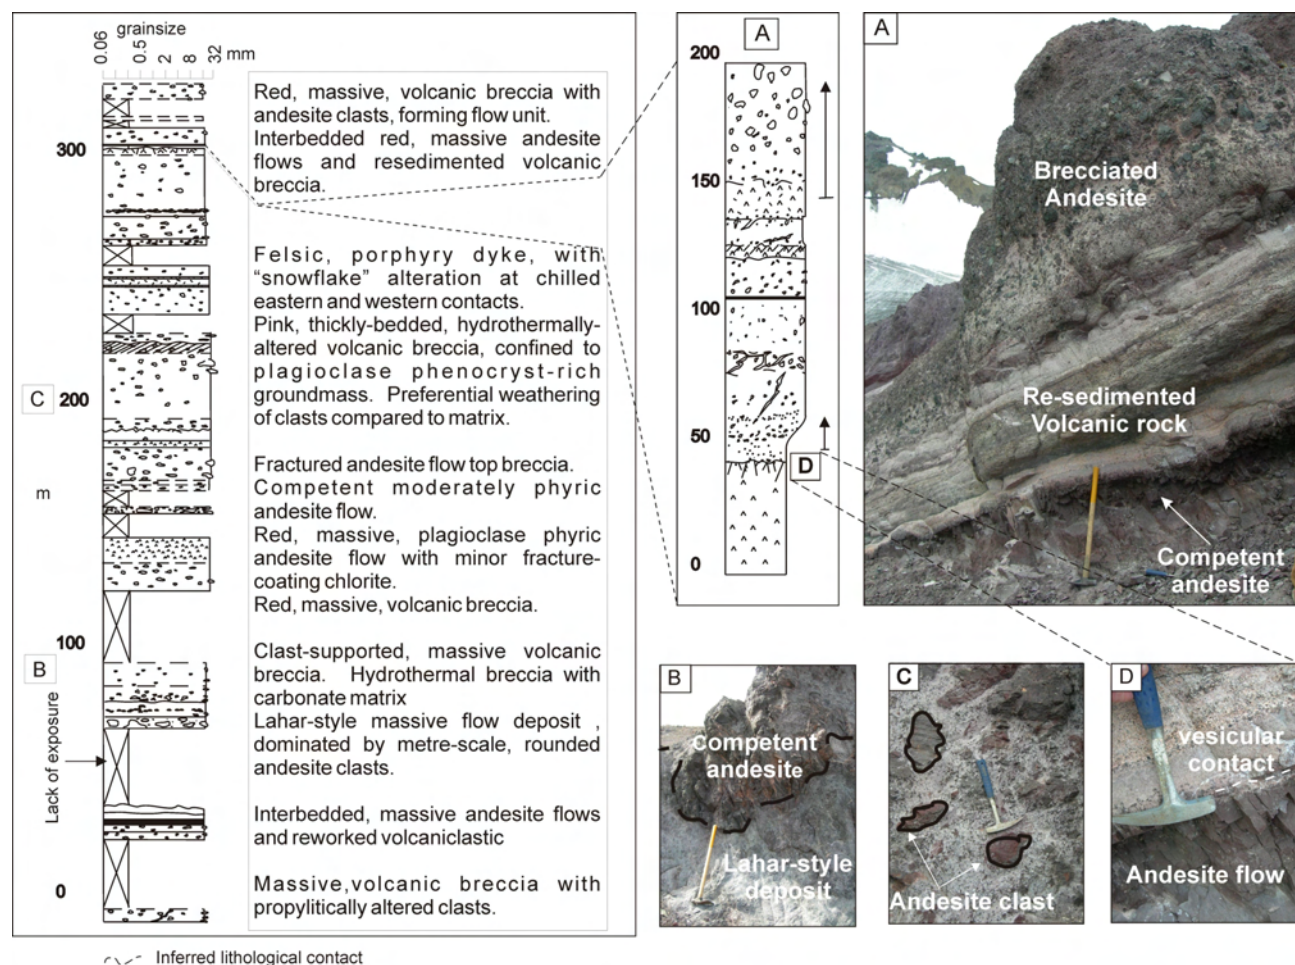 grainsize
0.06
0.5
2
8
32
mm
300
C
200
m
100
B
Lack of exposure
0
Red, massive, volcanic breccia with
andesite clasts, forming flow unit.
Interbedded red, massive andesite
flows and resedimented volcanic
breccia.
Felsic, porphyry dyke, with
“snowflake” alteration at chilled
eastern and western contacts.
Pink, thickly-bedded, hydrothermally-
altered volcanic breccia, confined to
plagioclase phenocryst-rich
groundmass. Preferential weathering
of clasts compared to matrix.
Fractured andesite flow top breccia.
Competent moderately phyric
andesite flow.
Red, massive, plagioclase phyric
andesite flow with minor fracture-
coating chlorite.
Red, massive, volcanic breccia.
Clast-supported, massive volcanic
breccia. Hydrothermal breccia with
carbonate matrix
Lahar-style massive flow deposit ,
dominated by metre-scale, rounded
andesite clasts.
Interbedded, massive andesite flows
and reworked volcaniclastic
Massive,volcanic breccia with
propylitically altered clasts.
Inferred lithological contact
A
200
150
100
50
D
0
A
Brecciated
Andesite
Re-sedimented
Volcanic rock
Competent
andesite
B
Competent
andesite
Lahar-style
deposit
C
Andesite clast
D
vesicular
contact
Andesite flow